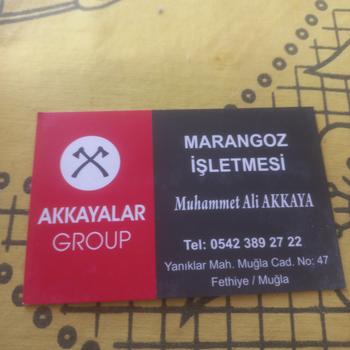 AKKAYALAR
GROUP
MARANGOZ
İŞLETMESİ
Muhammet Ali AKKAYA
Tel: 0542 389 27 22
Yanıklar Mah. Muğla Cad. No: 47
Fethiye / Muğla